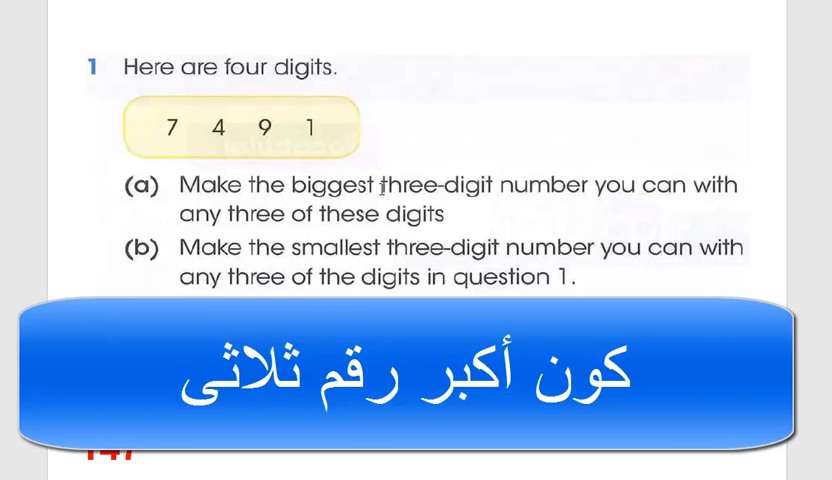 1 Here are four digits.
7 4 9 1
(a) Make the biggest three-digit number you can with
any three of these digits
(b) Make the smallest three-digit number you can with
any three of the digits in question 1.
كون أكبر رقم ثلاثى